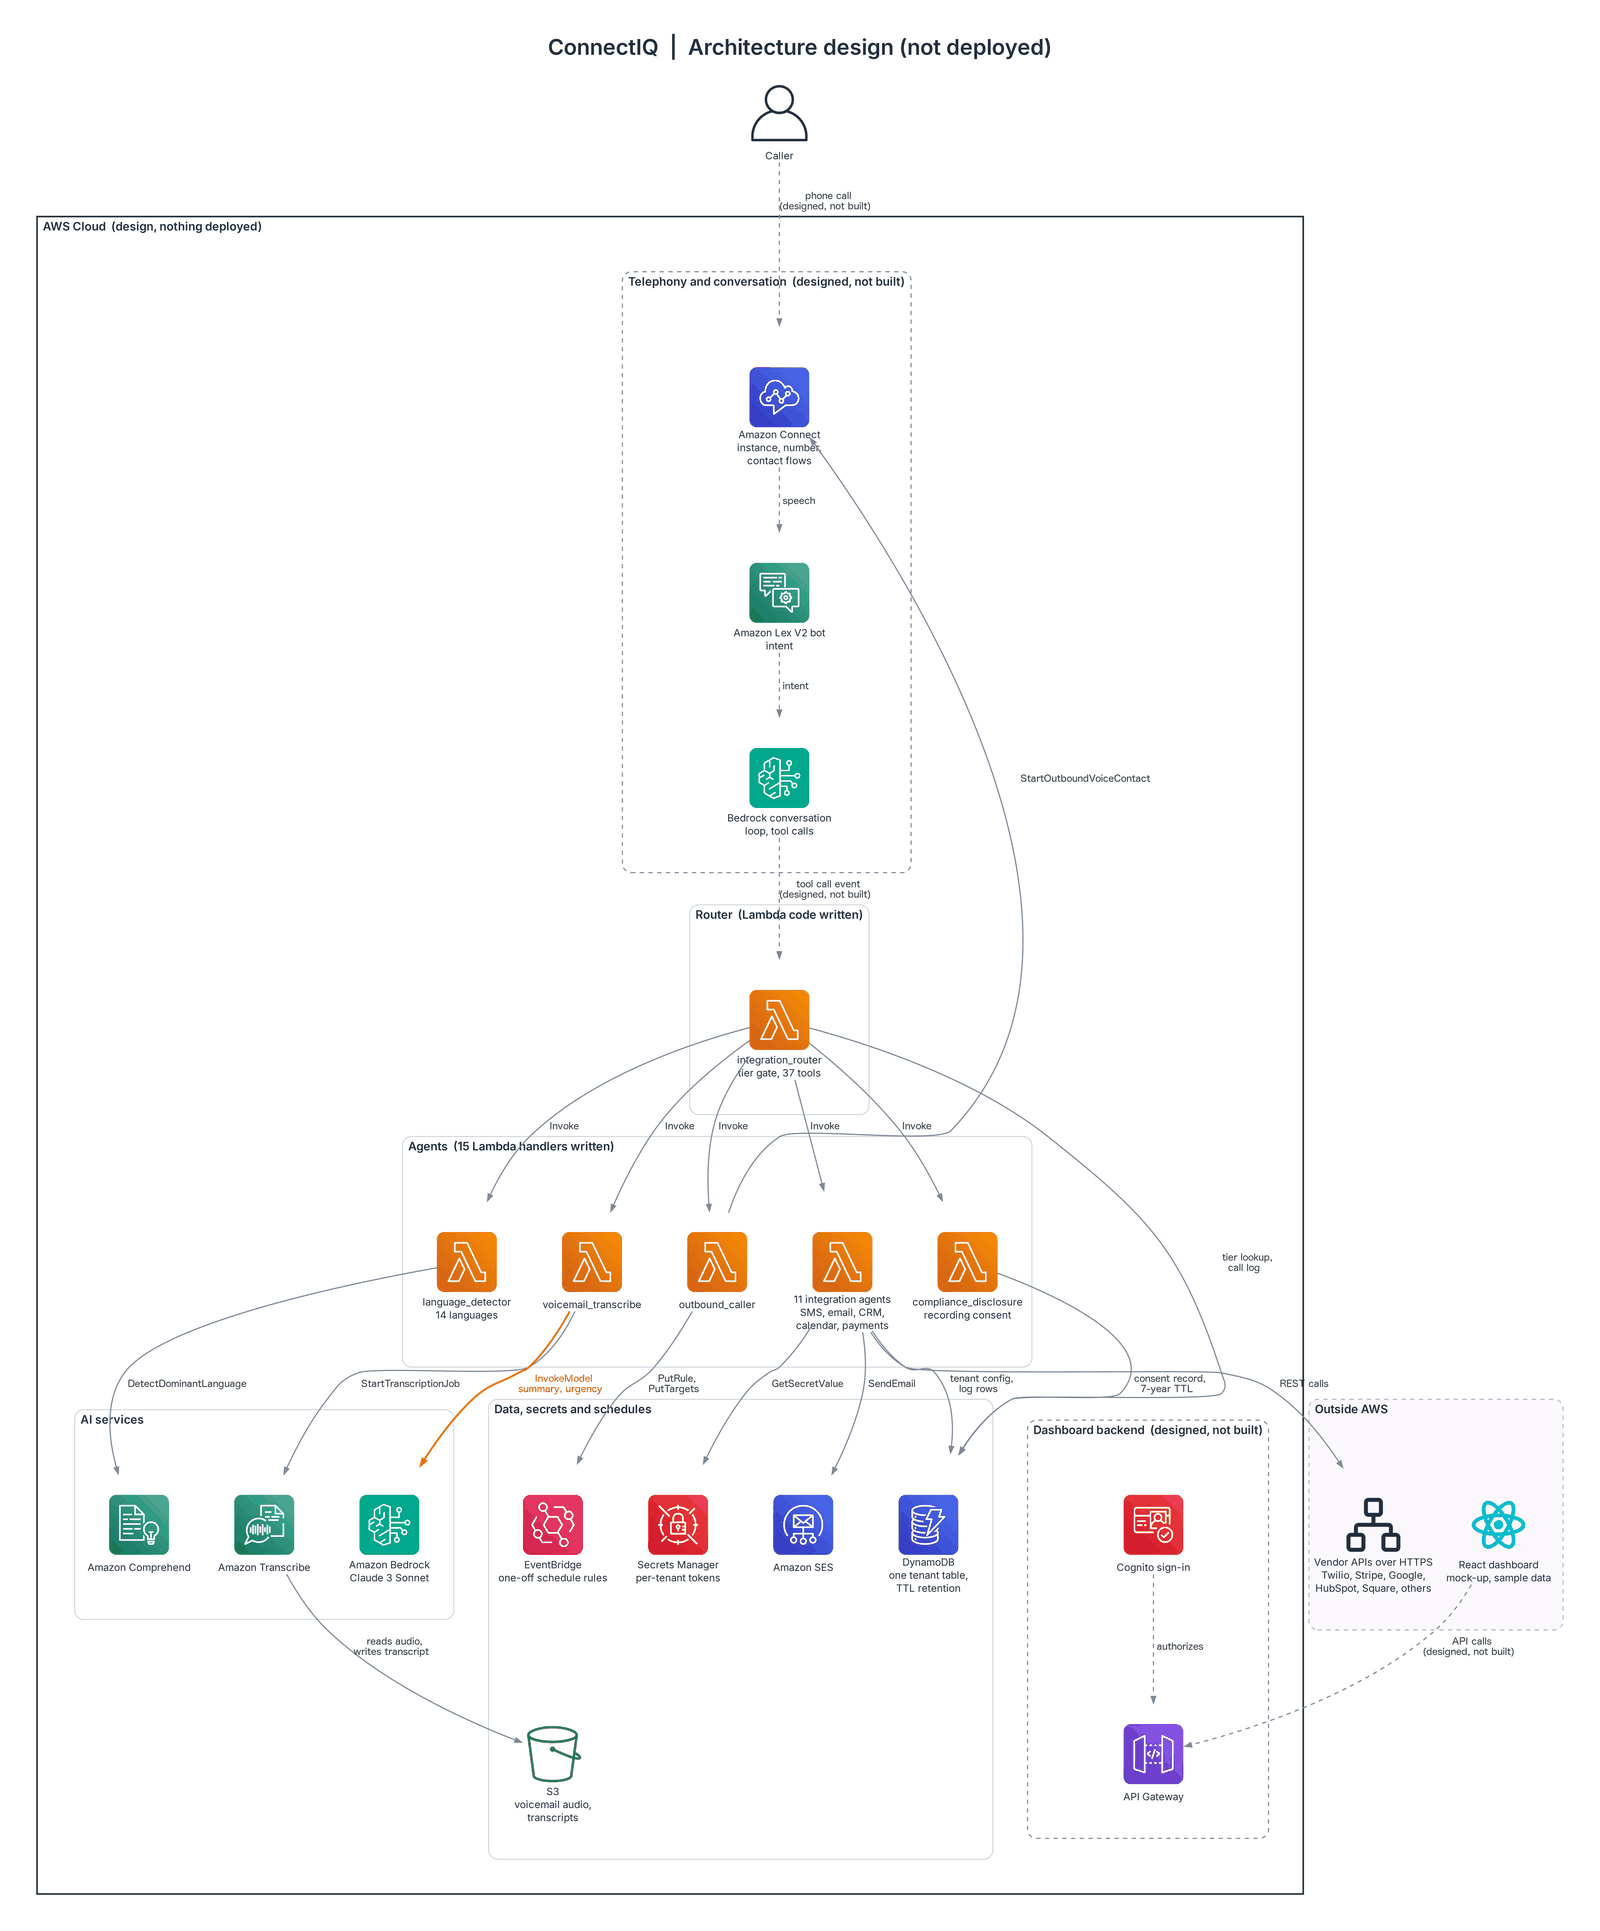 ConnectIQ | Architecture design (not deployed)
Caller
phone call
(designed, not built)
AWS Cloud (design, nothing deployed)
Telephony and conversation (designed, not built)
Amazon Connect
instance, number,
contact flows
speech
Amazon Lex V2 bot
intent
intent
StartOutboundVoiceContact
Bedrock conversation
loop, tool calls
tool call event
(designed, not built)
Router (Lambda code written)
integration_router
tier gate, 37 tools
Invoke
Invoke
Invoke
Invoke
Invoke
Agents (15 Lambda handlers written)
tier lookup,
call log
language_detector
14 languages
voicemail_transcribe
outbound_caller
11 integration agents
SMS, email, CRM,
calendar, payments
compliance_disclosure
recording consent
DetectDominantLanguage
StartTranscriptionJob
InvokeModel
summary, urgency
PutRule,
PutTargets
GetSecretValue
SendEmail
tenant config,
log rows
consent record,
7-year TTL
REST calls
AI services
Amazon Comprehend
Amazon Transcribe
Amazon Bedrock
Claude 3 Sonnet
Data, secrets and schedules
EventBridge
one-off schedule rules
Secrets Manager
per-tenant tokens
Amazon SES
DynamoDB
one tenant table,
TTL retention
Dashboard backend (designed, not built)
Cognito sign-in
Outside AWS
Vendor APIs over HTTPS
Twilio, Stripe, Google,
HubSpot, Square, others
React dashboard
mock-up, sample data
reads audio,
writes transcript
authorizes
API calls
(designed, not built)
S3
voicemail audio,
transcripts
API Gateway